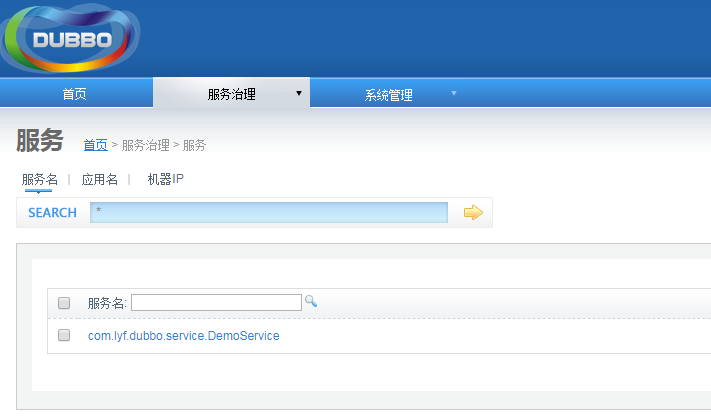 DUBBO
首页 服务治理 系统管理
服务 首页 > 服务治理 > 服务
服务名 | 应用名 | 机器IP
SEARCH *
服务名:
com.lyf.dubbo.service.DemoService